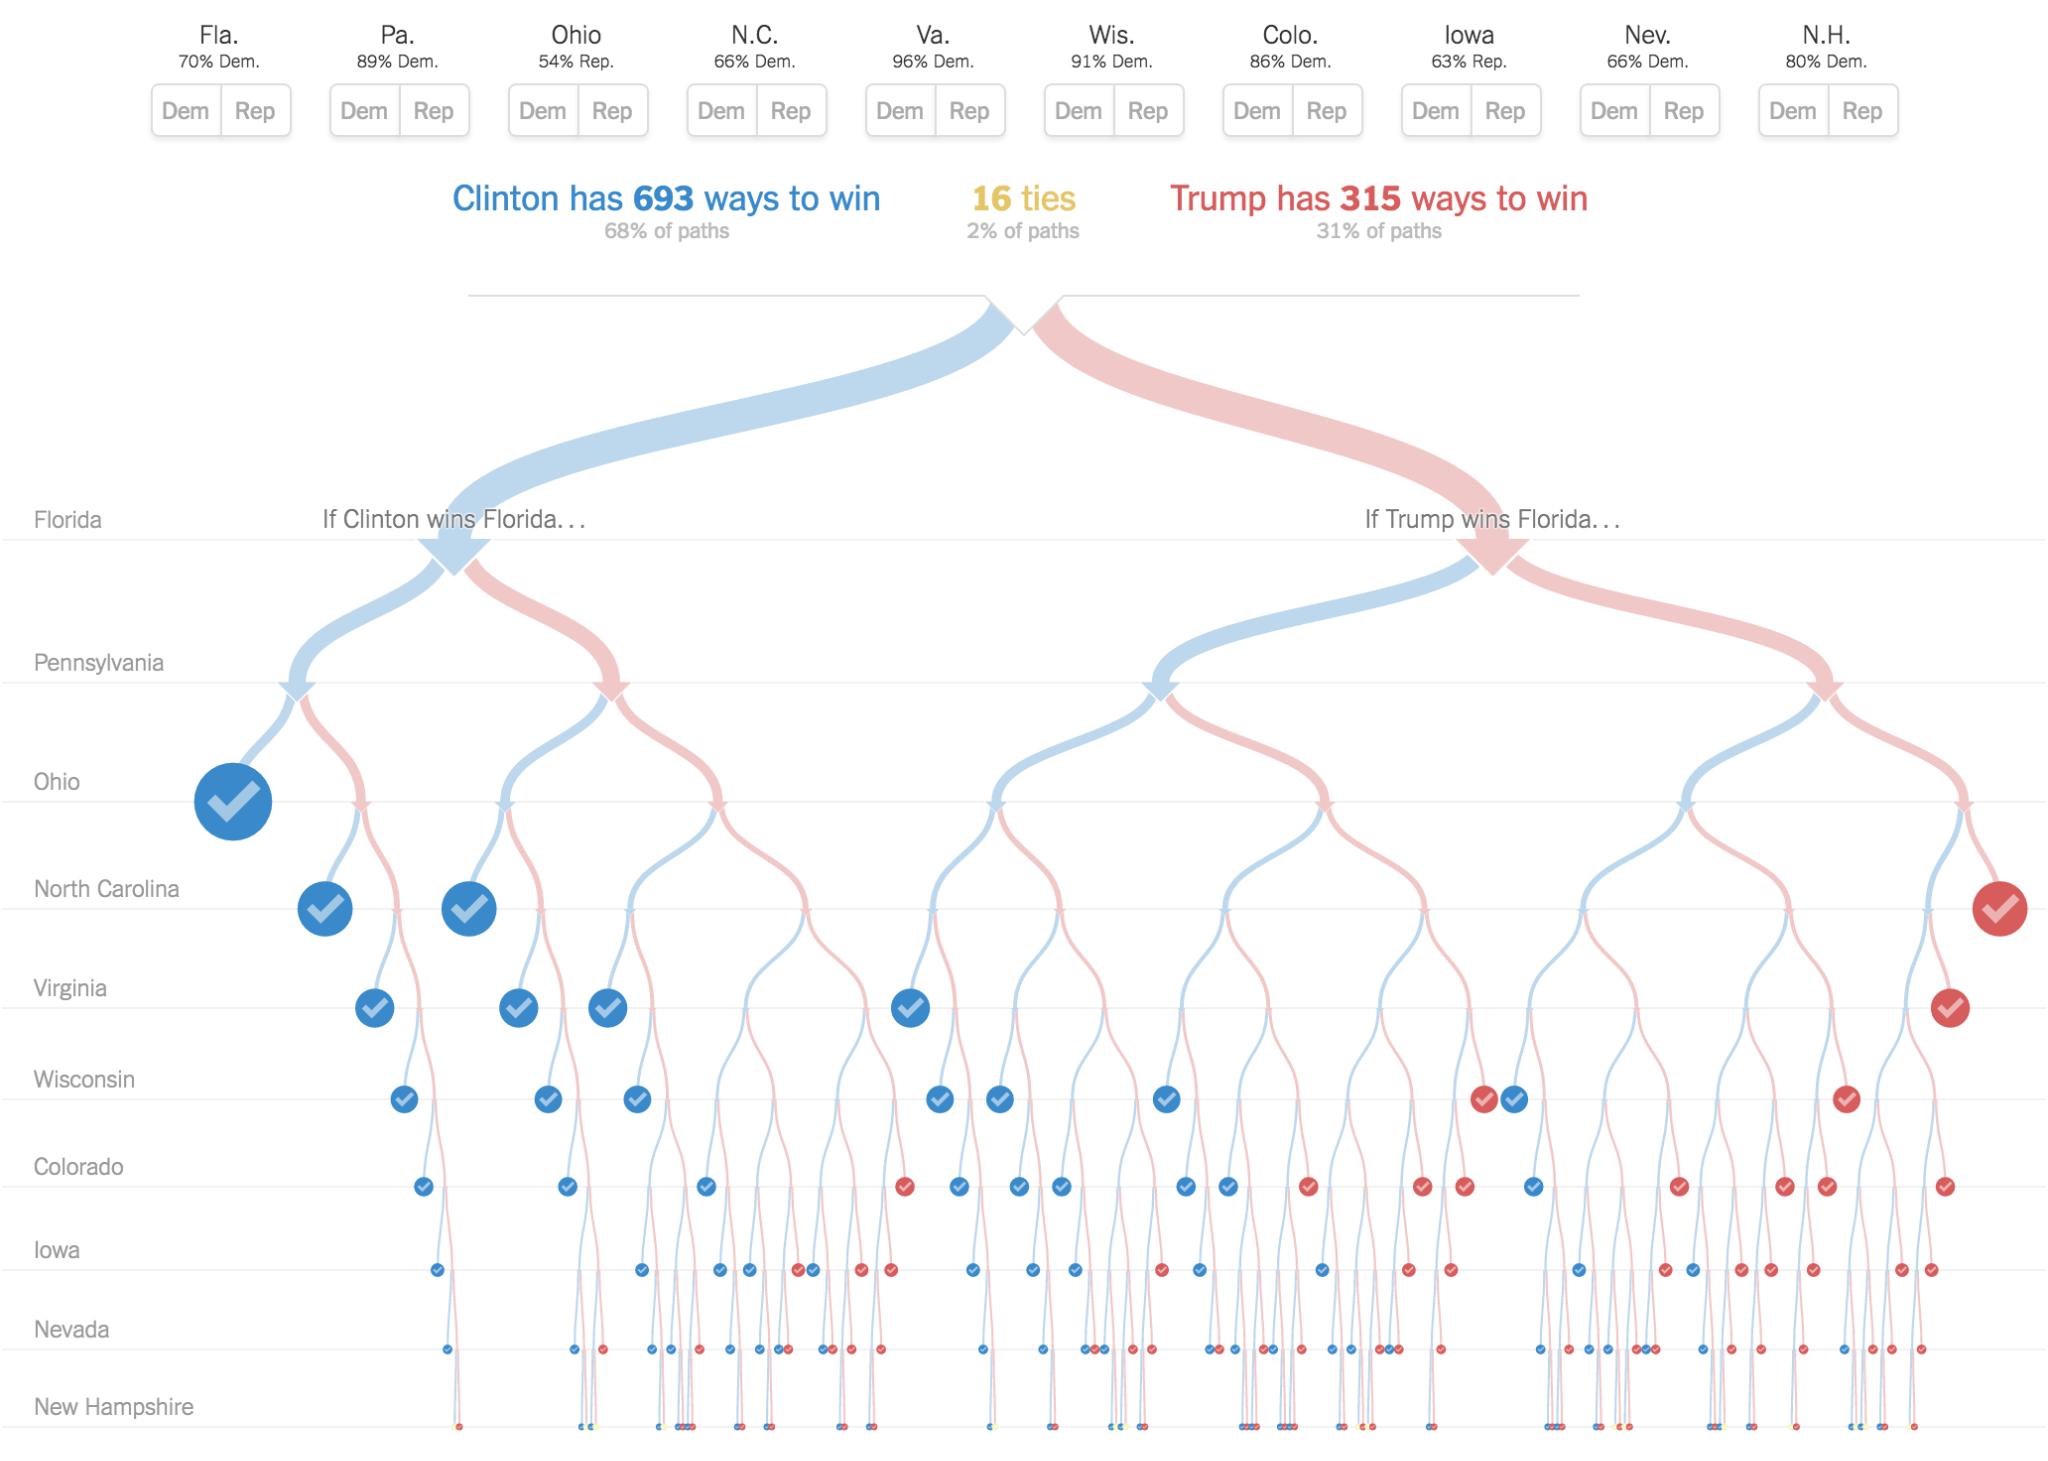 Fla. Pa. Ohio N.C. Va. Wis. Colo. Iowa Nev. N.H.
70% Dem. 89% Dem. 54% Rep. 66% Dem. 96% Dem. 91% Dem. 86% Dem. 63% Rep. 66% Dem. 80% Dem.
Dem Rep Dem Rep Dem Rep Dem Rep Dem Rep Dem Rep Dem Rep Dem Rep Dem Rep Dem Rep
Clinton has 693 ways to win 16 ties Trump has 315 ways to win
68% of paths 2% of paths 31% of paths
Florida If Clinton wins Florida... If Trump wins Florida...
Pennsylvania
Ohio
North Carolina
Virginia
Wisconsin
Colorado
Iowa
Nevada
New Hampshire